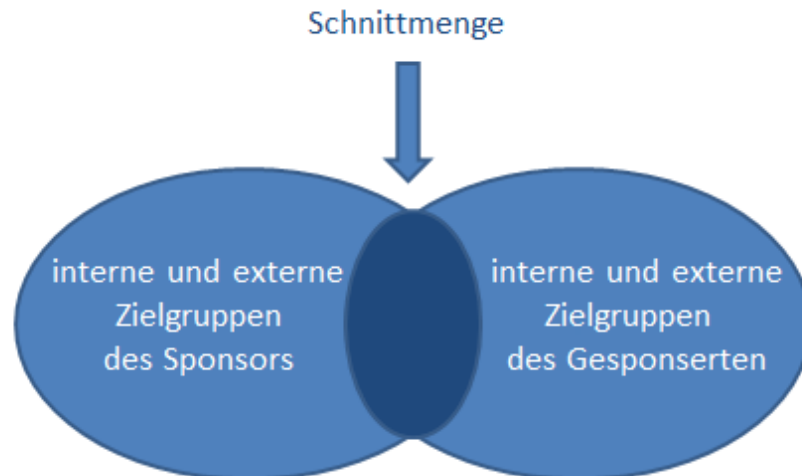 Schnittmenge
interne und externe
Zielgruppen
des Sponsors
interne und externe
Zielgruppen
des Gesponserten